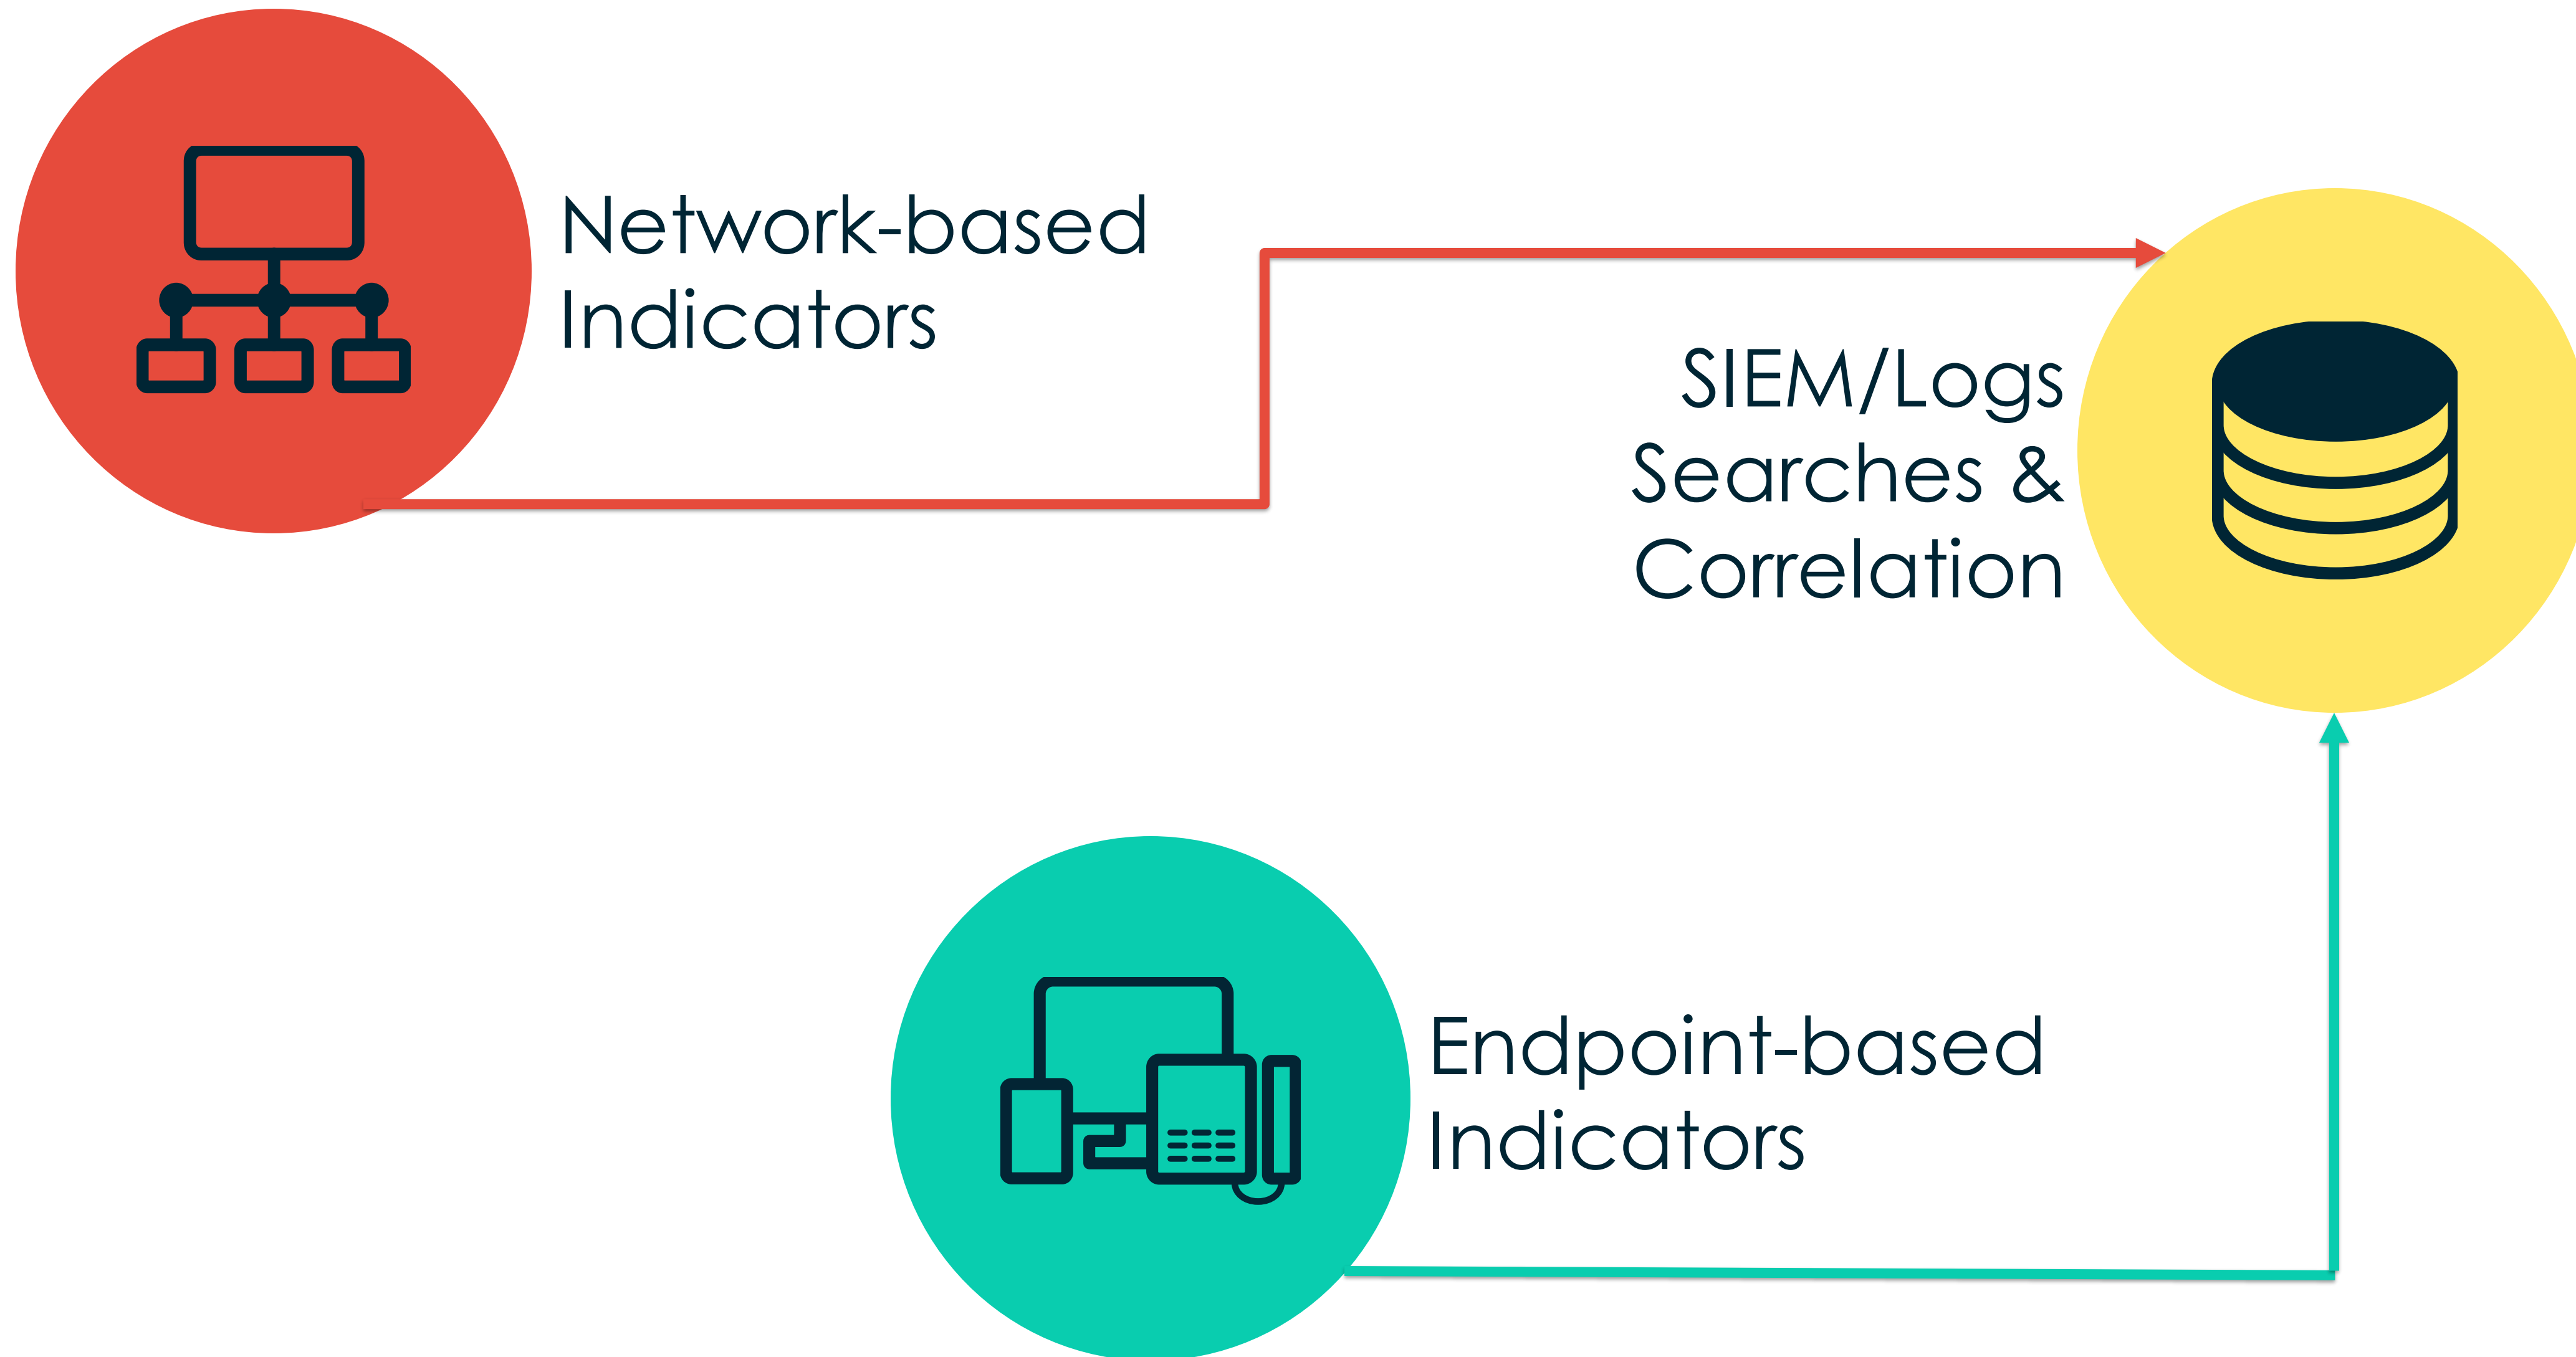 Network-based
Indicators
SIEM/Logs
Searches &
Correlation
Endpoint-based
Indicators